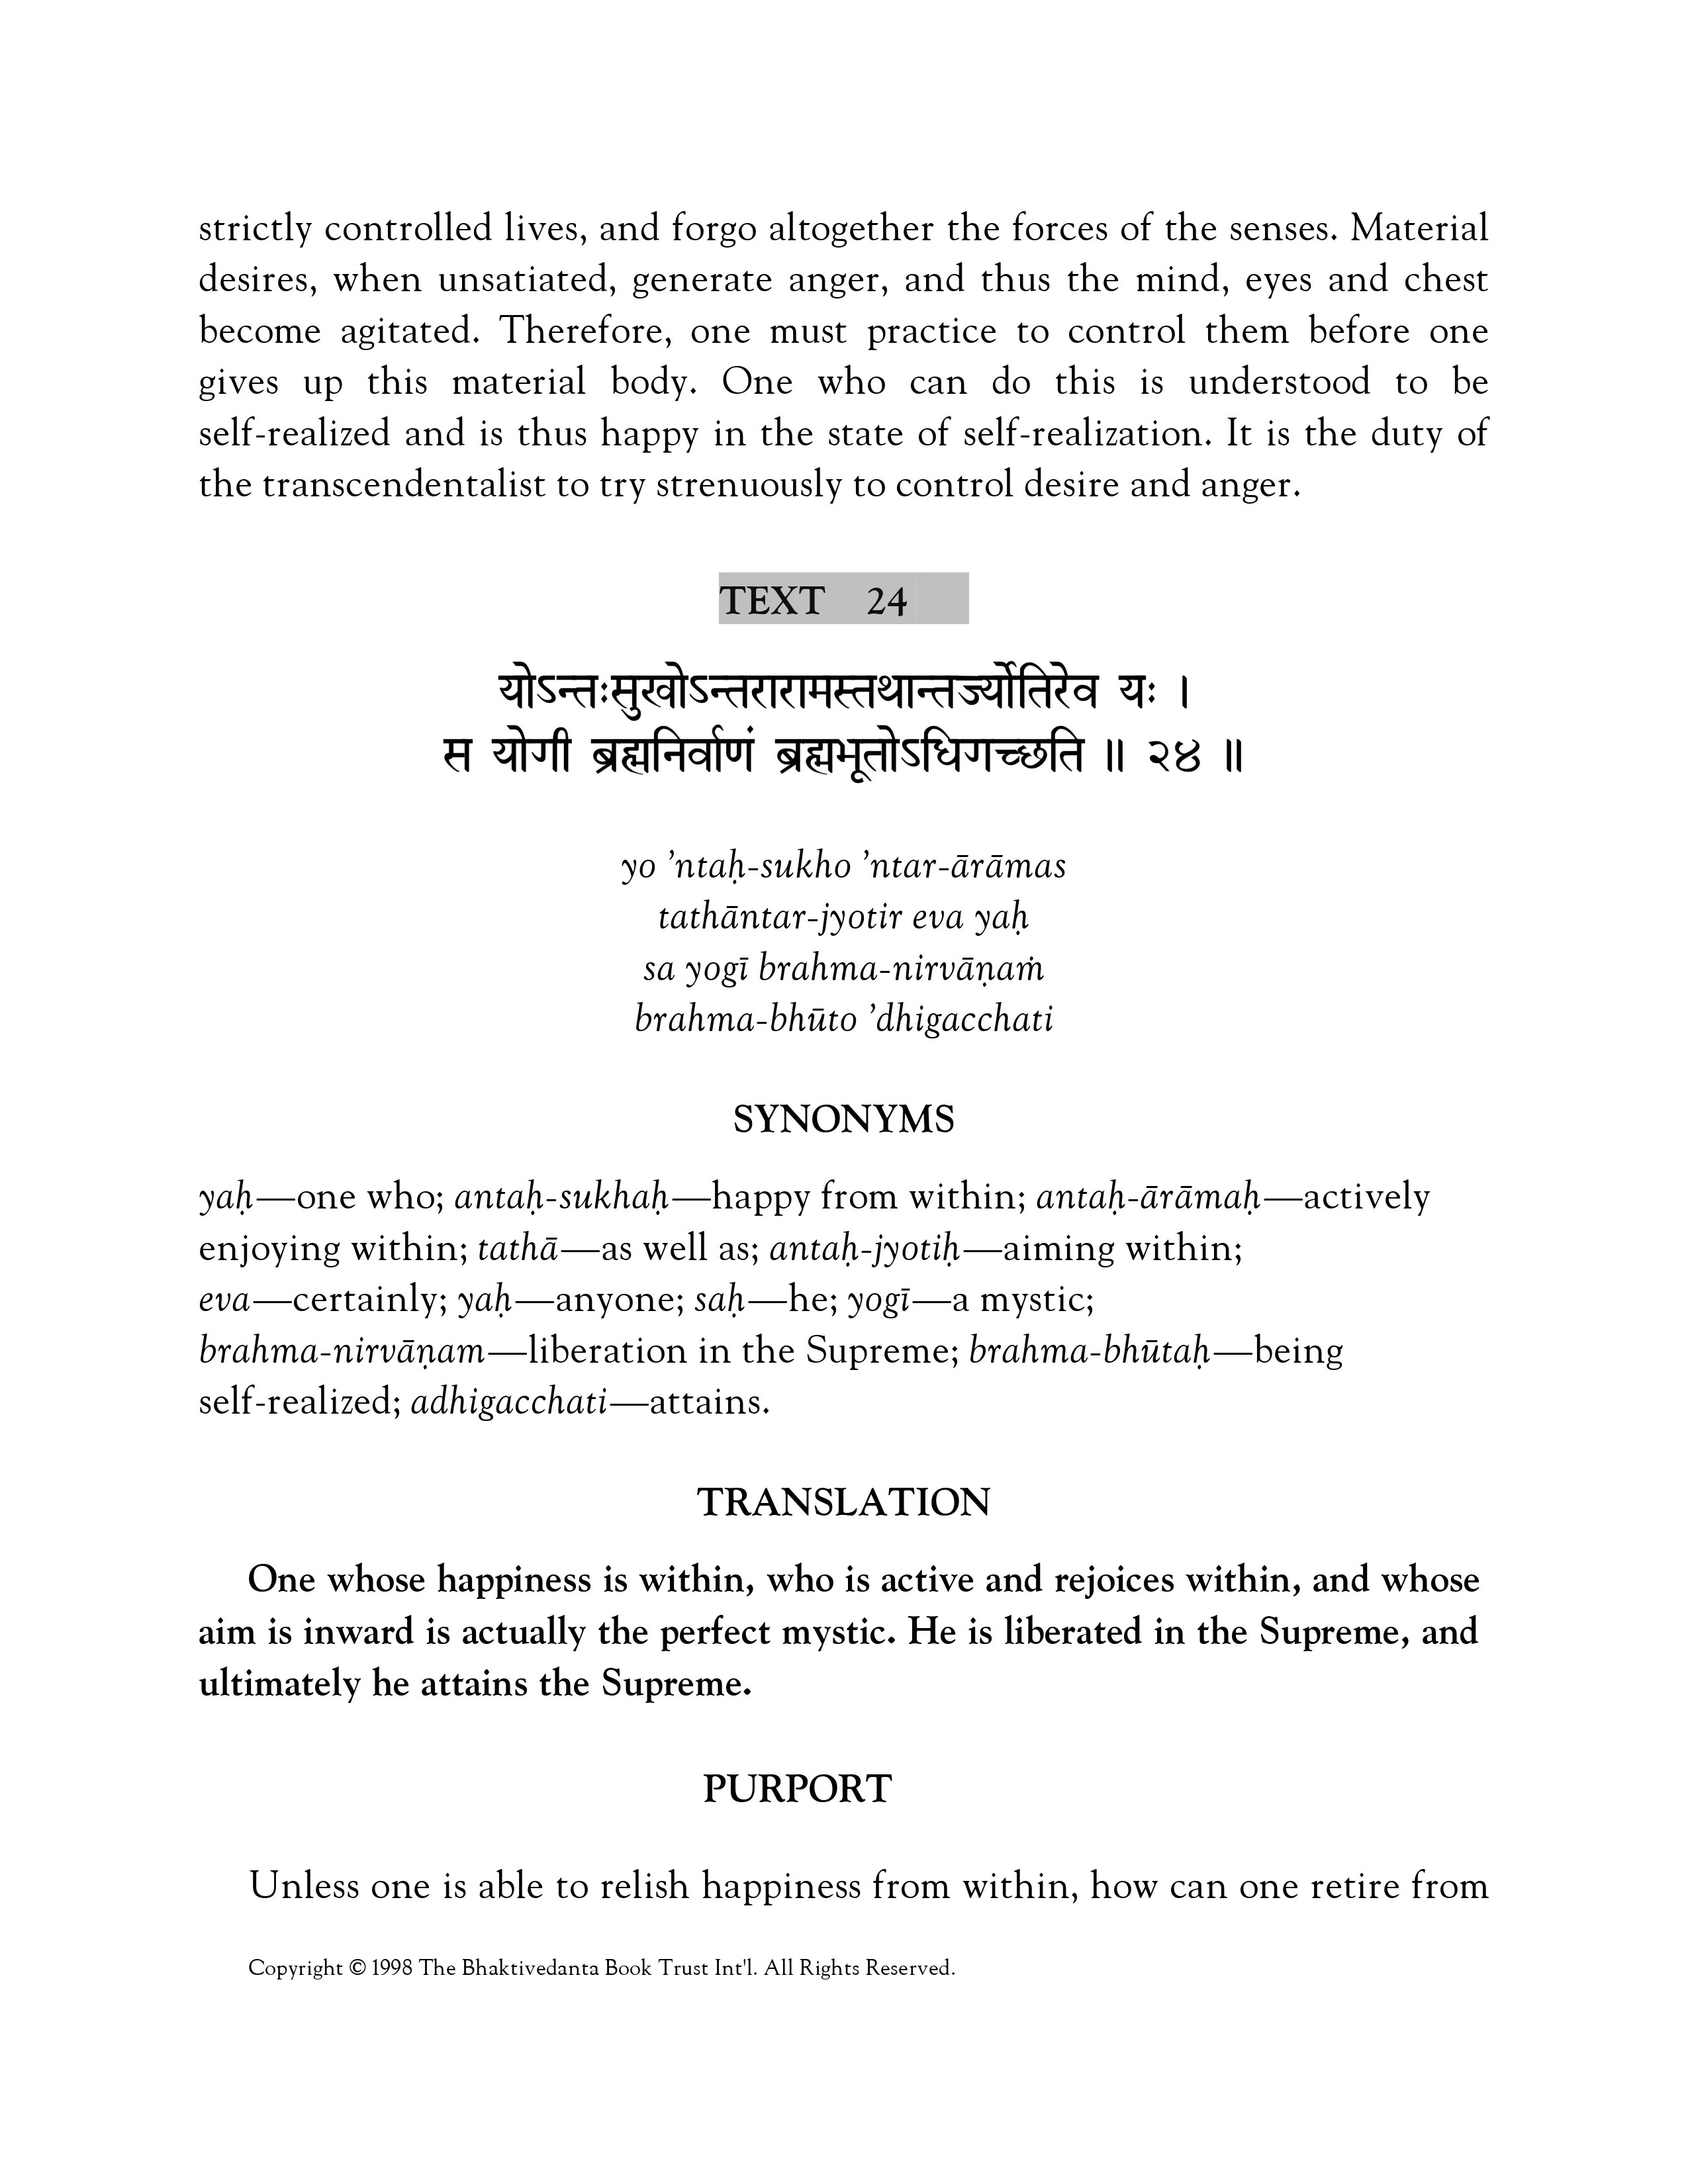 strictly controlled lives, and forgo altogether the forces of the senses. Material
desires, when unsatiated, generate anger, and thus the mind, eyes and chest
become agitated. Therefore, one must practice to control them before one
gives up this material body. One who can do this is understood to be
self-realized and is thus happy in the state of self-realization. It is the duty of
the transcendentalist to try strenuously to control desire and anger.
TEXT 24
योऽन्तःसुखोऽन्तरारामस्तथान्तर्ज्योतिरेव यः ।
स योगी ब्रह्मनिर्वाणं ब्रह्मभूतोऽधिगच्छति ॥ २४ ॥
yo ’ntaḥ-sukho ’ntar-ārāmas
tathāntar-jyotir eva yaḥ
sa yogī brahma-nirvāṇaṁ
brahma-bhūto ’dhigacchati
SYNONYMS
yaḥ—one who; antaḥ-sukhaḥ—happy from within; antaḥ-ārāmaḥ—actively
enjoying within; tathā—as well as; antaḥ-jyotiḥ—aiming within;
eva—certainly; yaḥ—anyone; saḥ—he; yogī—a mystic;
brahma-nirvāṇam—liberation in the Supreme; brahma-bhūtaḥ—being
self-realized; adhigacchati—attains.
TRANSLATION
One whose happiness is within, who is active and rejoices within, and whose
aim is inward is actually the perfect mystic. He is liberated in the Supreme, and
ultimately he attains the Supreme.
PURPORT
Unless one is able to relish happiness from within, how can one retire from
Copyright © 1998 The Bhaktivedanta Book Trust Int'l. All Rights Reserved.